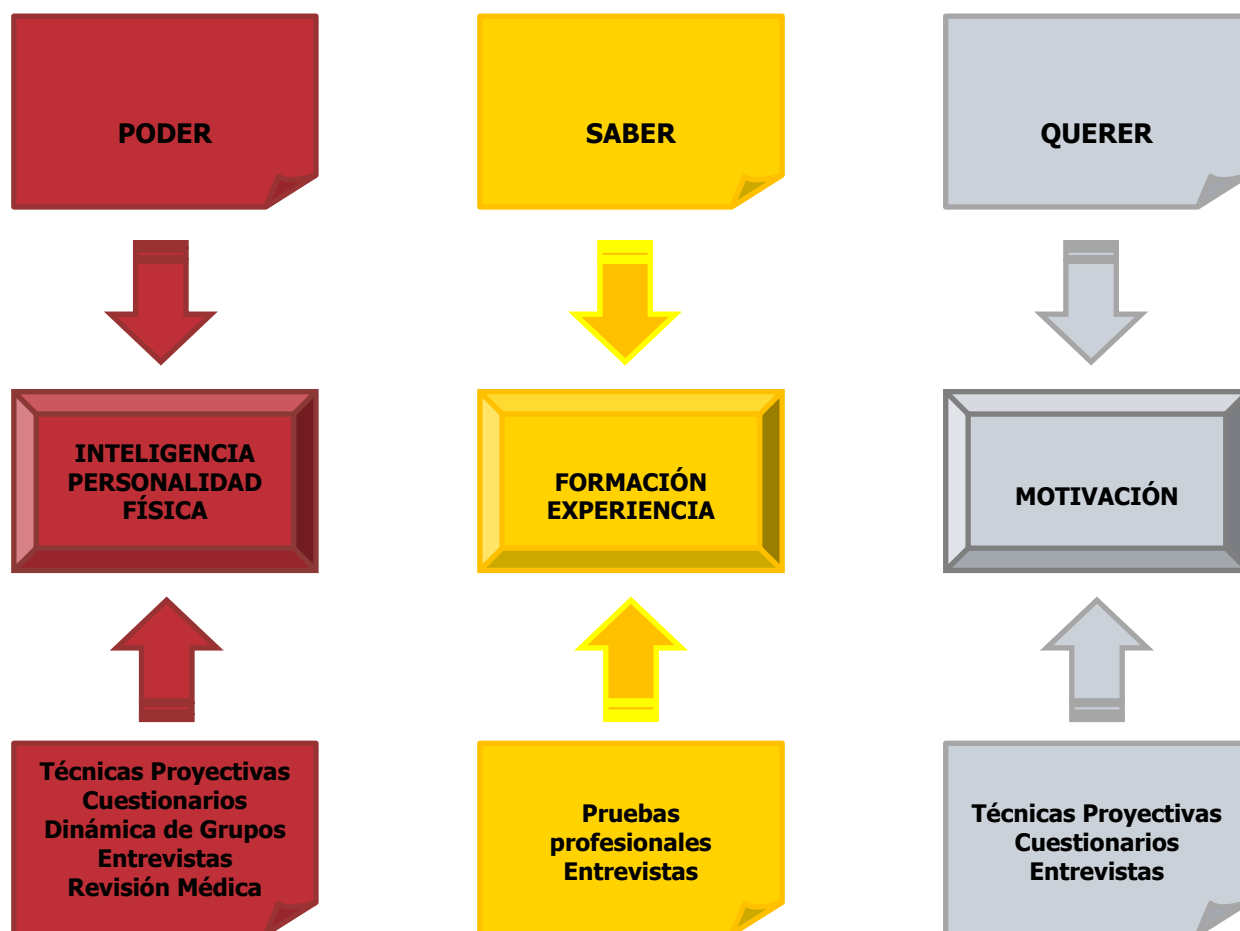 PODER
SABER
QUERER
INTELIGENCIA
PERSONALIDAD
FÍSICA
FORMACIÓN
EXPERIENCIA
MOTIVACIÓN
Técnicas Proyectivas
Cuestionarios
Dinámica de Grupos
Entrevistas
Revisión Médica
Pruebas
profesionales
Entrevistas
Técnicas Proyectivas
Cuestionarios
Entrevistas